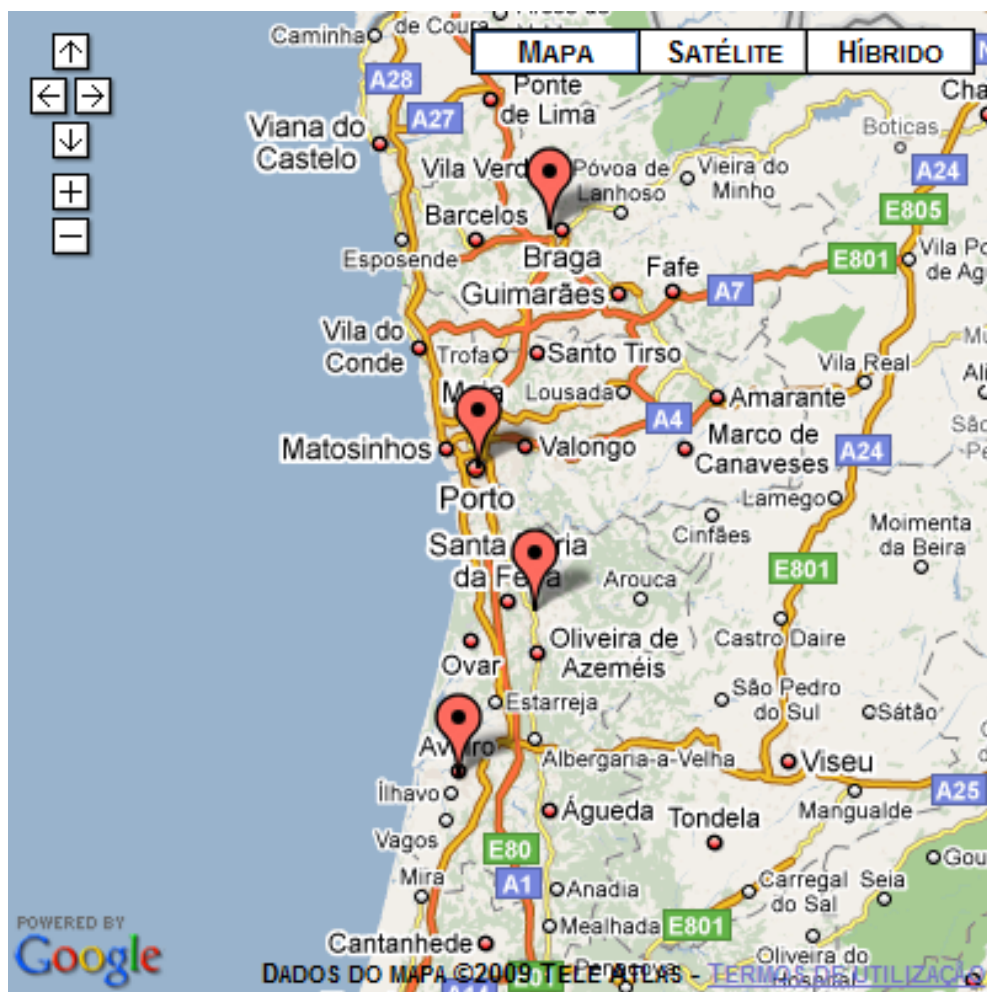 Caminha
de Coura
MAPA SATÉLITE HÍBRIDO
A28
Ponte
de Lima
A27
Viana do
Castelo
Boticas
Vila
Póvoa de
Lanhoso
Vieira do
Minho
A24
E805
Barcelos
Esposende
Braga
E801
Fafe
A7
Guimarães
Vila do
Conde
Trofa
Santo Tirso
Vila Real
Lousada
Amarante
A4
Matosinhos
Valongo
Marco de
Canaveses
A24
Porto
Lamego
Cinfães
Moimenta
da Beira
Santa
da
E801
Arouca
Castro Daire
Oliveira de
Azeméis
Ovar
Estarreja
São Pedro
do Sul
Sátão
Albergaria-a-Velha
Viseu
Ílhavo
A25
Mangualde
Águeda
Tondela
Vagos
E80
A1
Mira
Anadia
Carregal
do Sal
Seia
Mealhada
E801
POWERED BY
Google
Cantanhede
Oliveira do
Hospital
DADOS DO MAPA ©2009 TELE ATLAS - TERMOS DE UTILIZAÇÃO